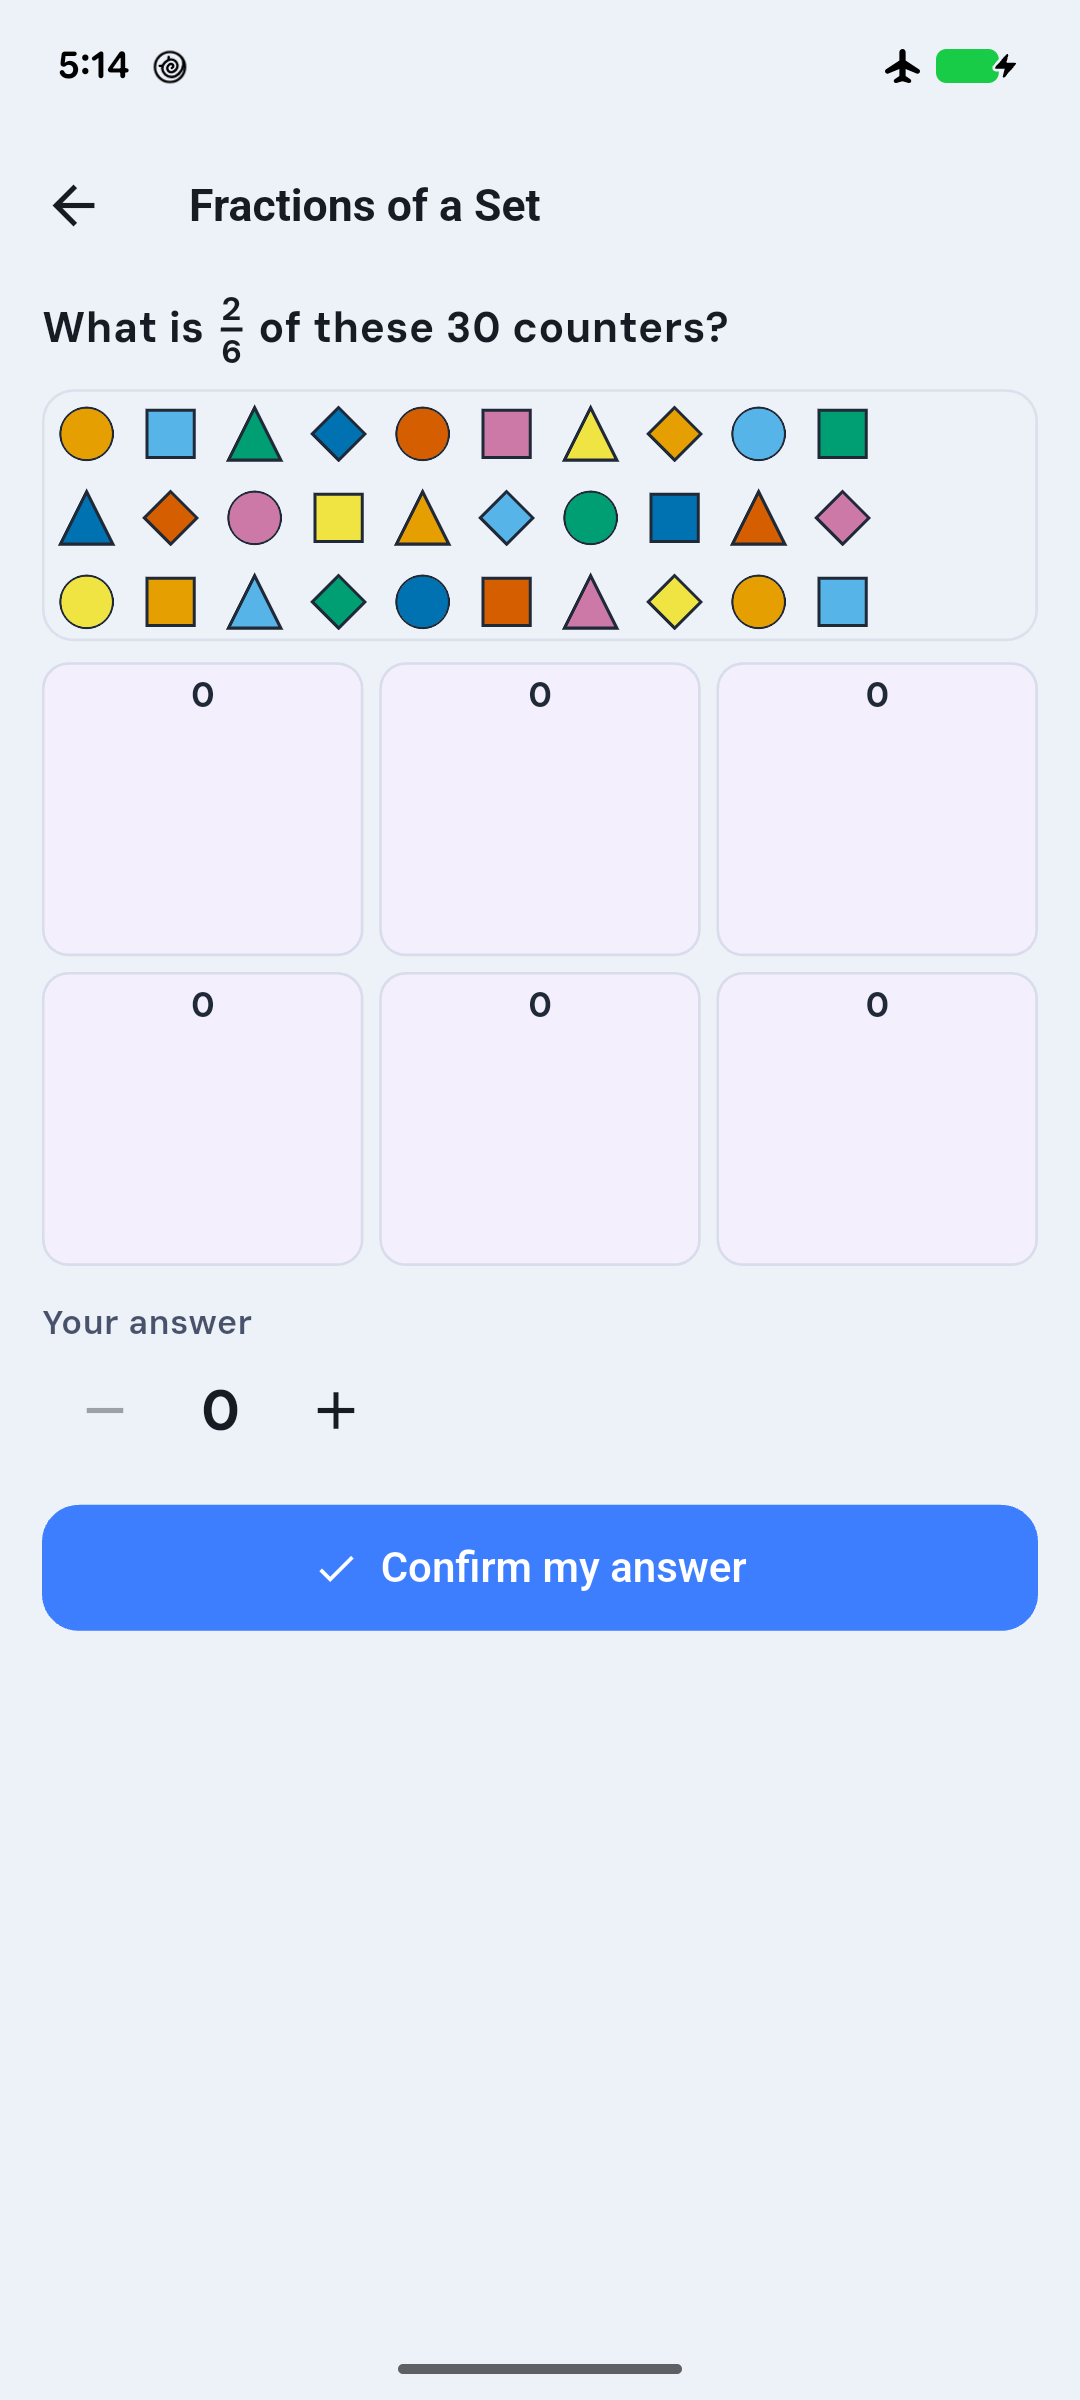 5:14
Fractions of a Set
What is 2/6 of these 30 counters?
0 0 0
0 0 0
Your answer
− 0 +
Confirm my answer